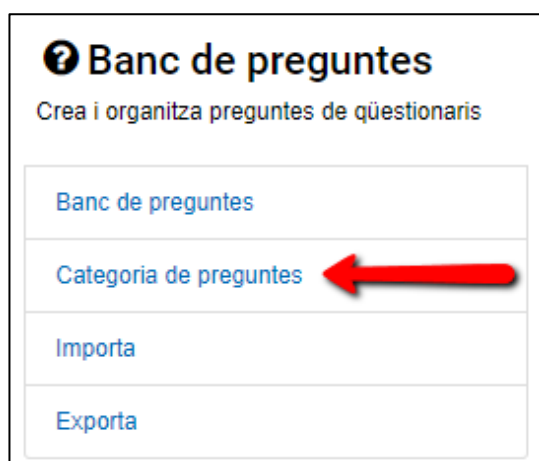 Banc de preguntes
Crea i organitza preguntes de qüestionaris
Banc de preguntes
Categoria de preguntes
Importa
Exporta